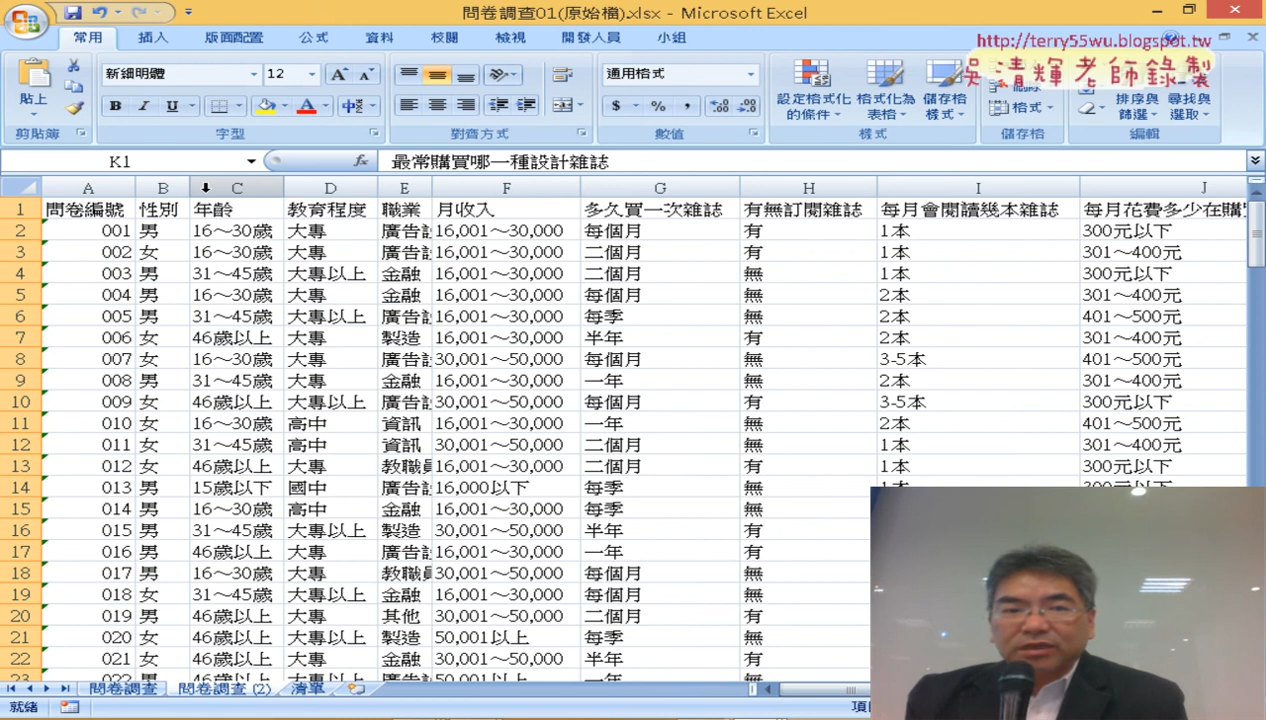 問卷調查01(原始檔).xlsx - Microsoft Excel
常用 插入 版面配置 公式 資料 校閱 檢視 開發人員 小組
http://terry55wu.blogspot.tw
吳清輝老師錄製
新細明體 12 通用格式
貼上 設定格式化的條件 格式化為表格 儲存格樣式 格式 排序與篩選 尋找與選取
剪貼簿 字型 對齊方式 數值 樣式 儲存格 編輯
K1 fx 最常購買哪一種設計雜誌
A B C D E F G H I J
1 問卷編號 性別 年齡 教育程度 職業 月收入 多久買一次雜誌 有無訂閱雜誌 每月會閱讀幾本雜誌 每月花費多少在購
2 001 男 16~30歲 大專 廣告 16,001~30,000 每個月 有 1本 300元以下
3 002 女 16~30歲 大專 廣告 16,001~30,000 二個月 有 1本 301~400元
4 003 男 31~45歲 大專以上 金融 16,001~30,000 二個月 無 1本 300元以下
5 004 男 16~30歲 大專 金融 16,001~30,000 每個月 無 2本 301~400元
6 005 男 31~45歲 大專以上 廣告 16,001~30,000 每季 無 2本 401~500元
7 006 女 46歲以上 大專 製造 16,001~30,000 半年 有 2本 301~400元
8 007 女 16~30歲 大專 廣告 30,001~50,000 每個月 無 3-5本 401~500元
9 008 男 31~45歲 大專 金融 16,001~30,000 一年 無 2本 301~400元
10 009 女 46歲以上 大專以上 廣告 30,001~50,000 每個月 有 3-5本 300元以下
11 010 女 16~30歲 高中 資訊 16,001~30,000 一年 無 2本 401~500元
12 011 女 31~45歲 高中 資訊 30,001~50,000 二個月 無 1本 301~400元
13 012 女 46歲以上 大專 教職 16,001~30,000 二個月 有 1本 300元以下
14 013 男 15歲以下 國中 廣告 16,000以下 每季 無
15 014 男 16~30歲 高中 金融 16,001~30,000 每季 無
16 015 男 31~45歲 大專以上 製造 30,001~50,000 半年 有
17 016 男 46歲以上 大專 廣告 16,001~30,000 一年 有
18 017 男 16~30歲 大專 教職 30,001~50,000 每個月 無
19 018 女 31~45歲 大專以上 金融 16,001~30,000 每個月 無
20 019 男 46歲以上 大專 其他 30,001~50,000 二個月 有
21 020 女 46歲以上 大專以上 製造 50,001以上 每季 無
22 021 女 46歲以上 大專 金融 30,001~50,000 半年 有
問卷調查 問卷調查 (2) 清單
就緒